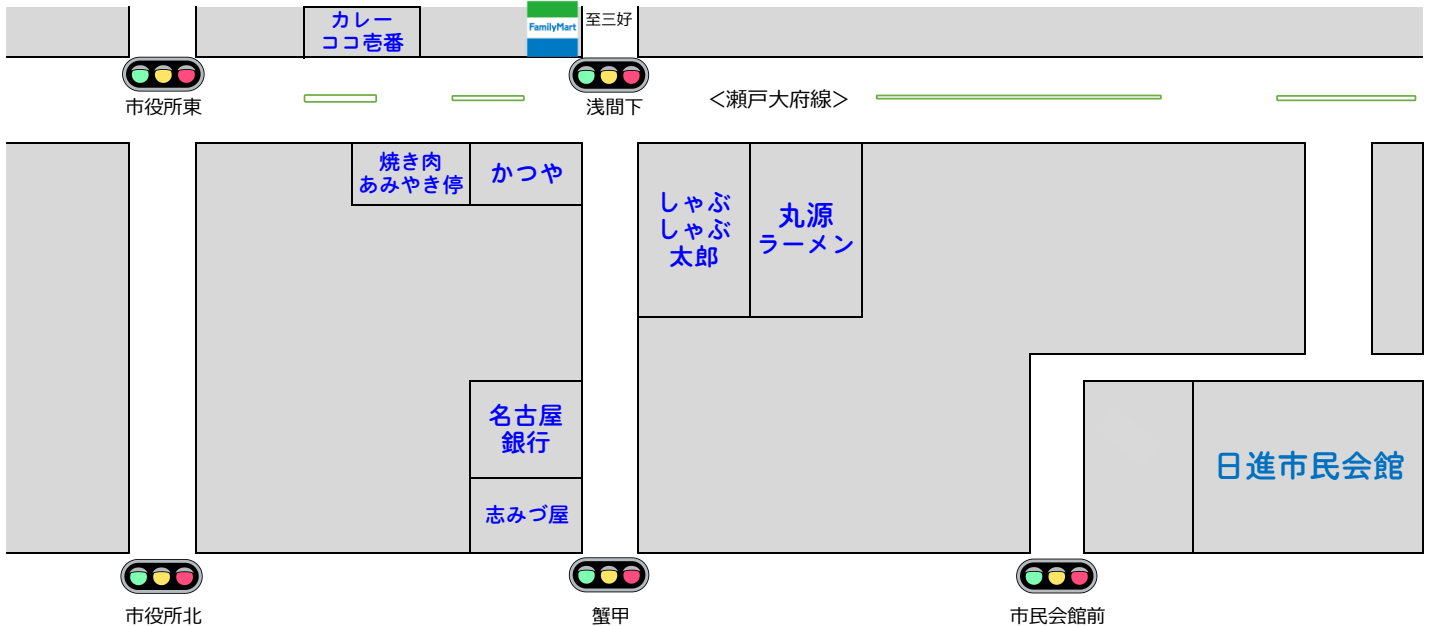 カレー
ココ壱番
FamilyMart
至三好
市役所東
浅間下
＜瀬戸大府線＞
焼き肉
あみやき停
かつや
しゃぶ
しゃぶ
太郎
丸源
ラーメン
名古屋
銀行
志みづ屋
日進市民会館
市役所北
蟹甲
市民会館前